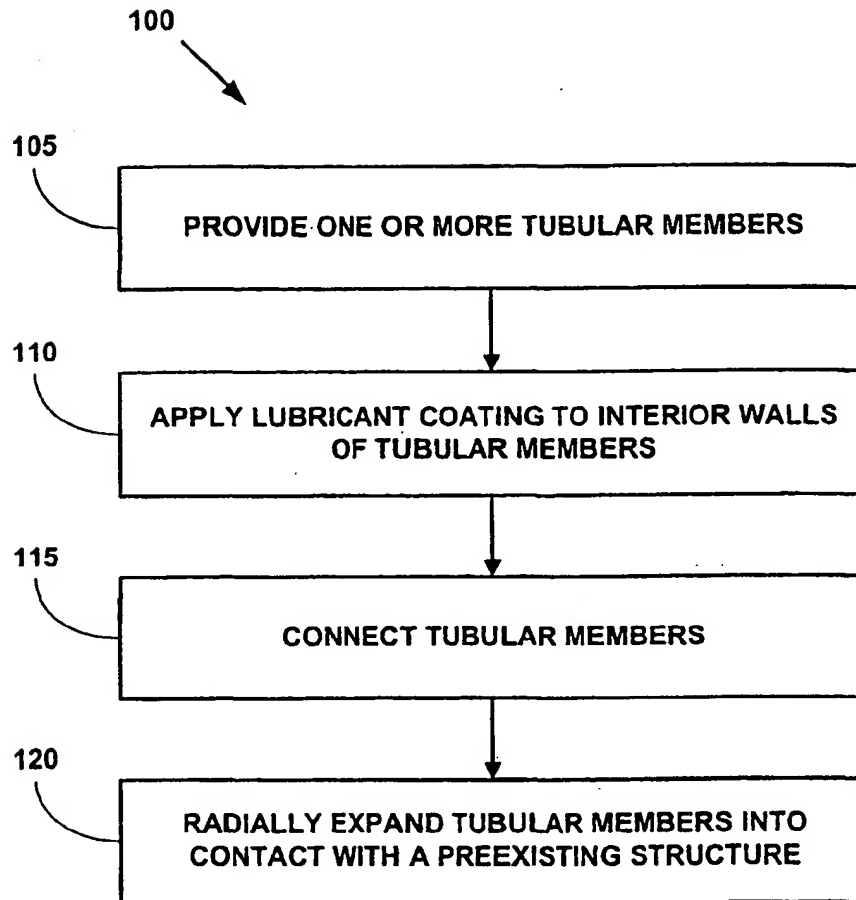 100
105
PROVIDE ONE OR MORE TUBULAR MEMBERS
110
APPLY LUBRICANT COATING TO INTERIOR WALLS
OF TUBULAR MEMBERS
115
CONNECT TUBULAR MEMBERS
120
RADIALLY EXPAND TUBULAR MEMBERS INTO
CONTACT WITH A PREEXISTING STRUCTURE